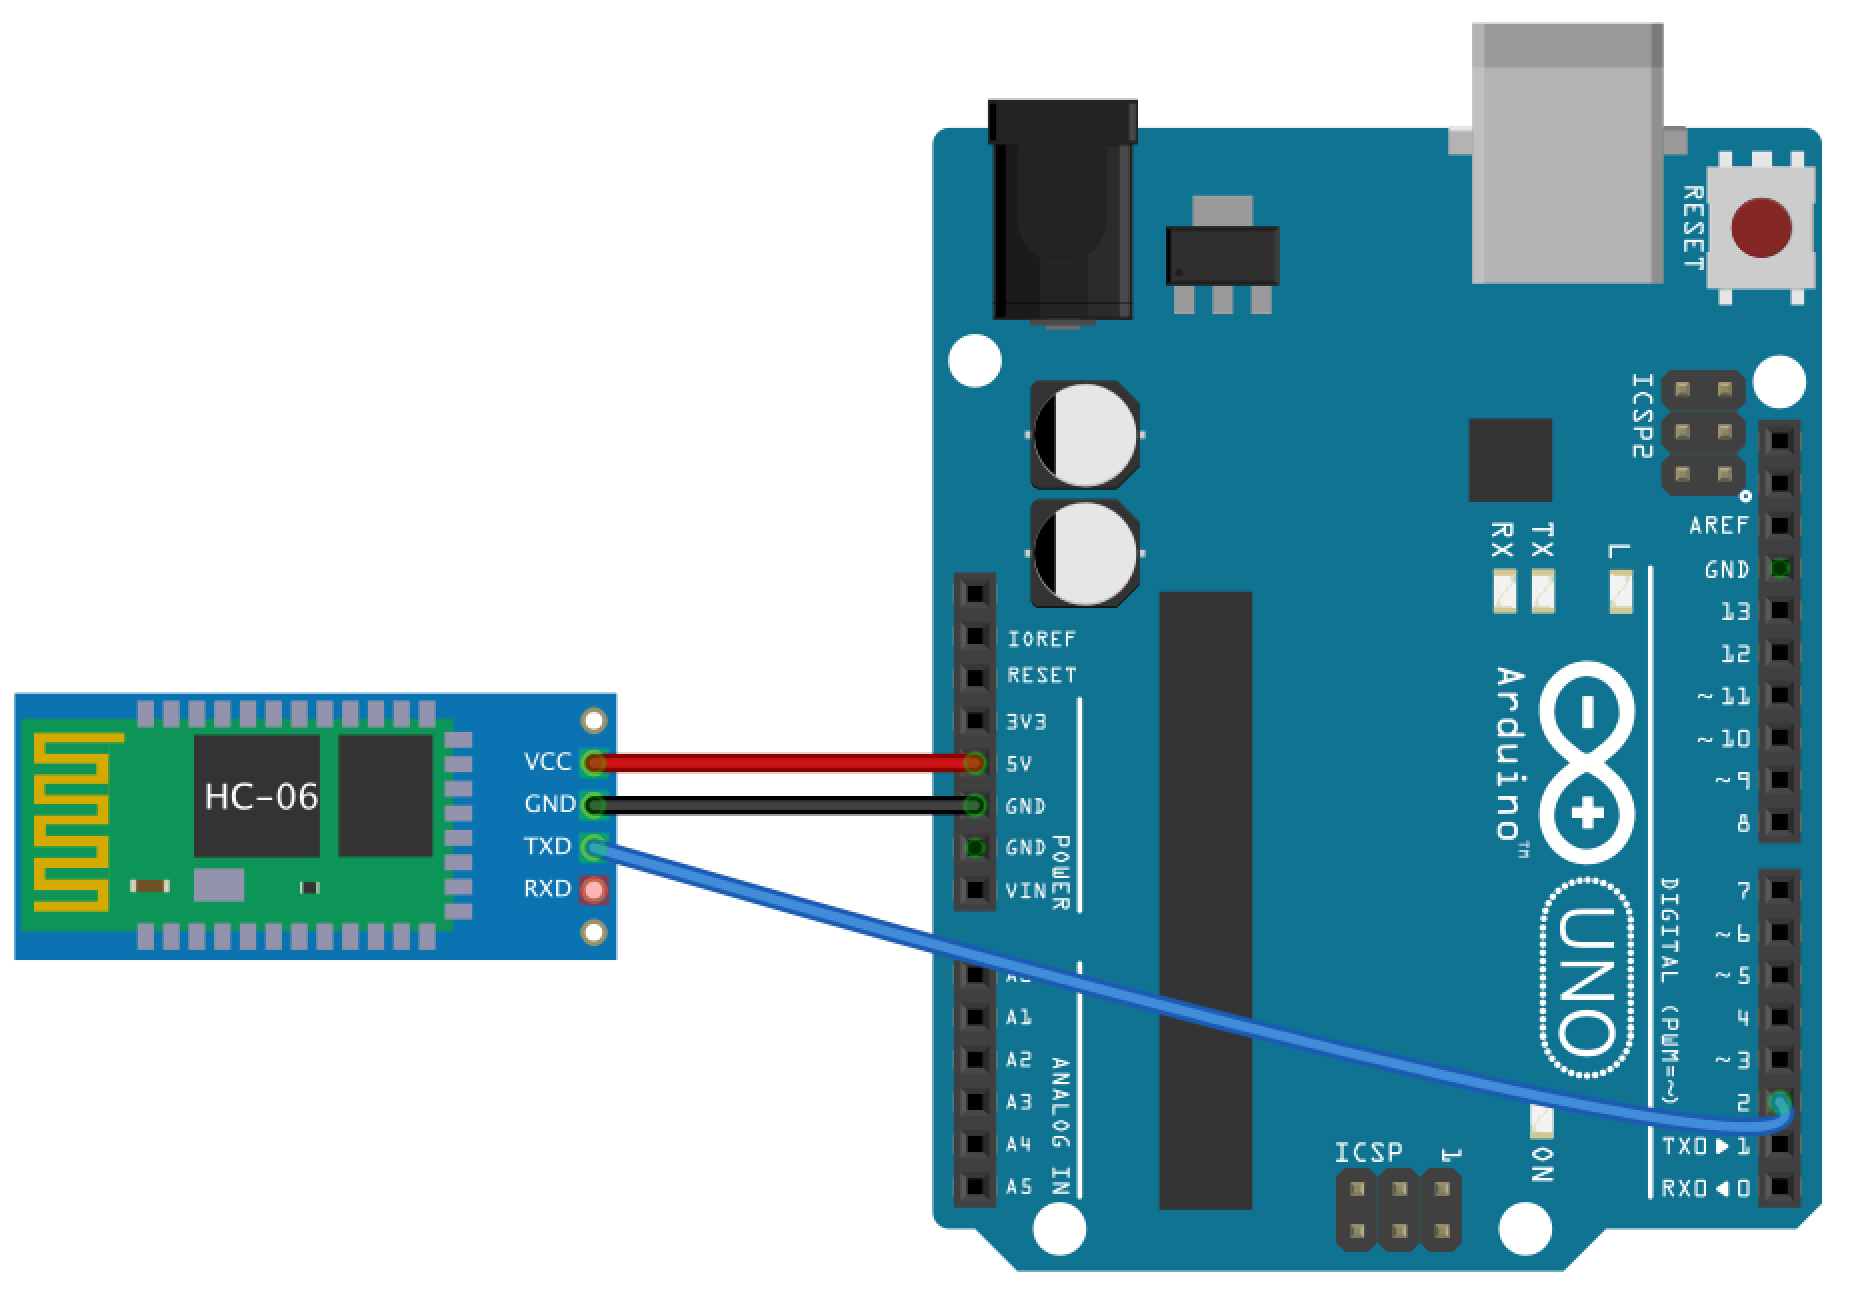 HC-06
VCC
GND
TXD
RXD
RESET
ICSP2
RX
TX
L
AREF
GND
13
12
~11
~10
~9
8
IOREF
RESET
3V3
5V
GND
GND
VIN
POWER
Arduino™
UNO
DIGITAL (PWM=~)
7
~6
~5
4
~3
2
TX0▶1
RX0◀0
A1
A2
A3
A4
A5
ANALOG IN
ICSP
1
ON